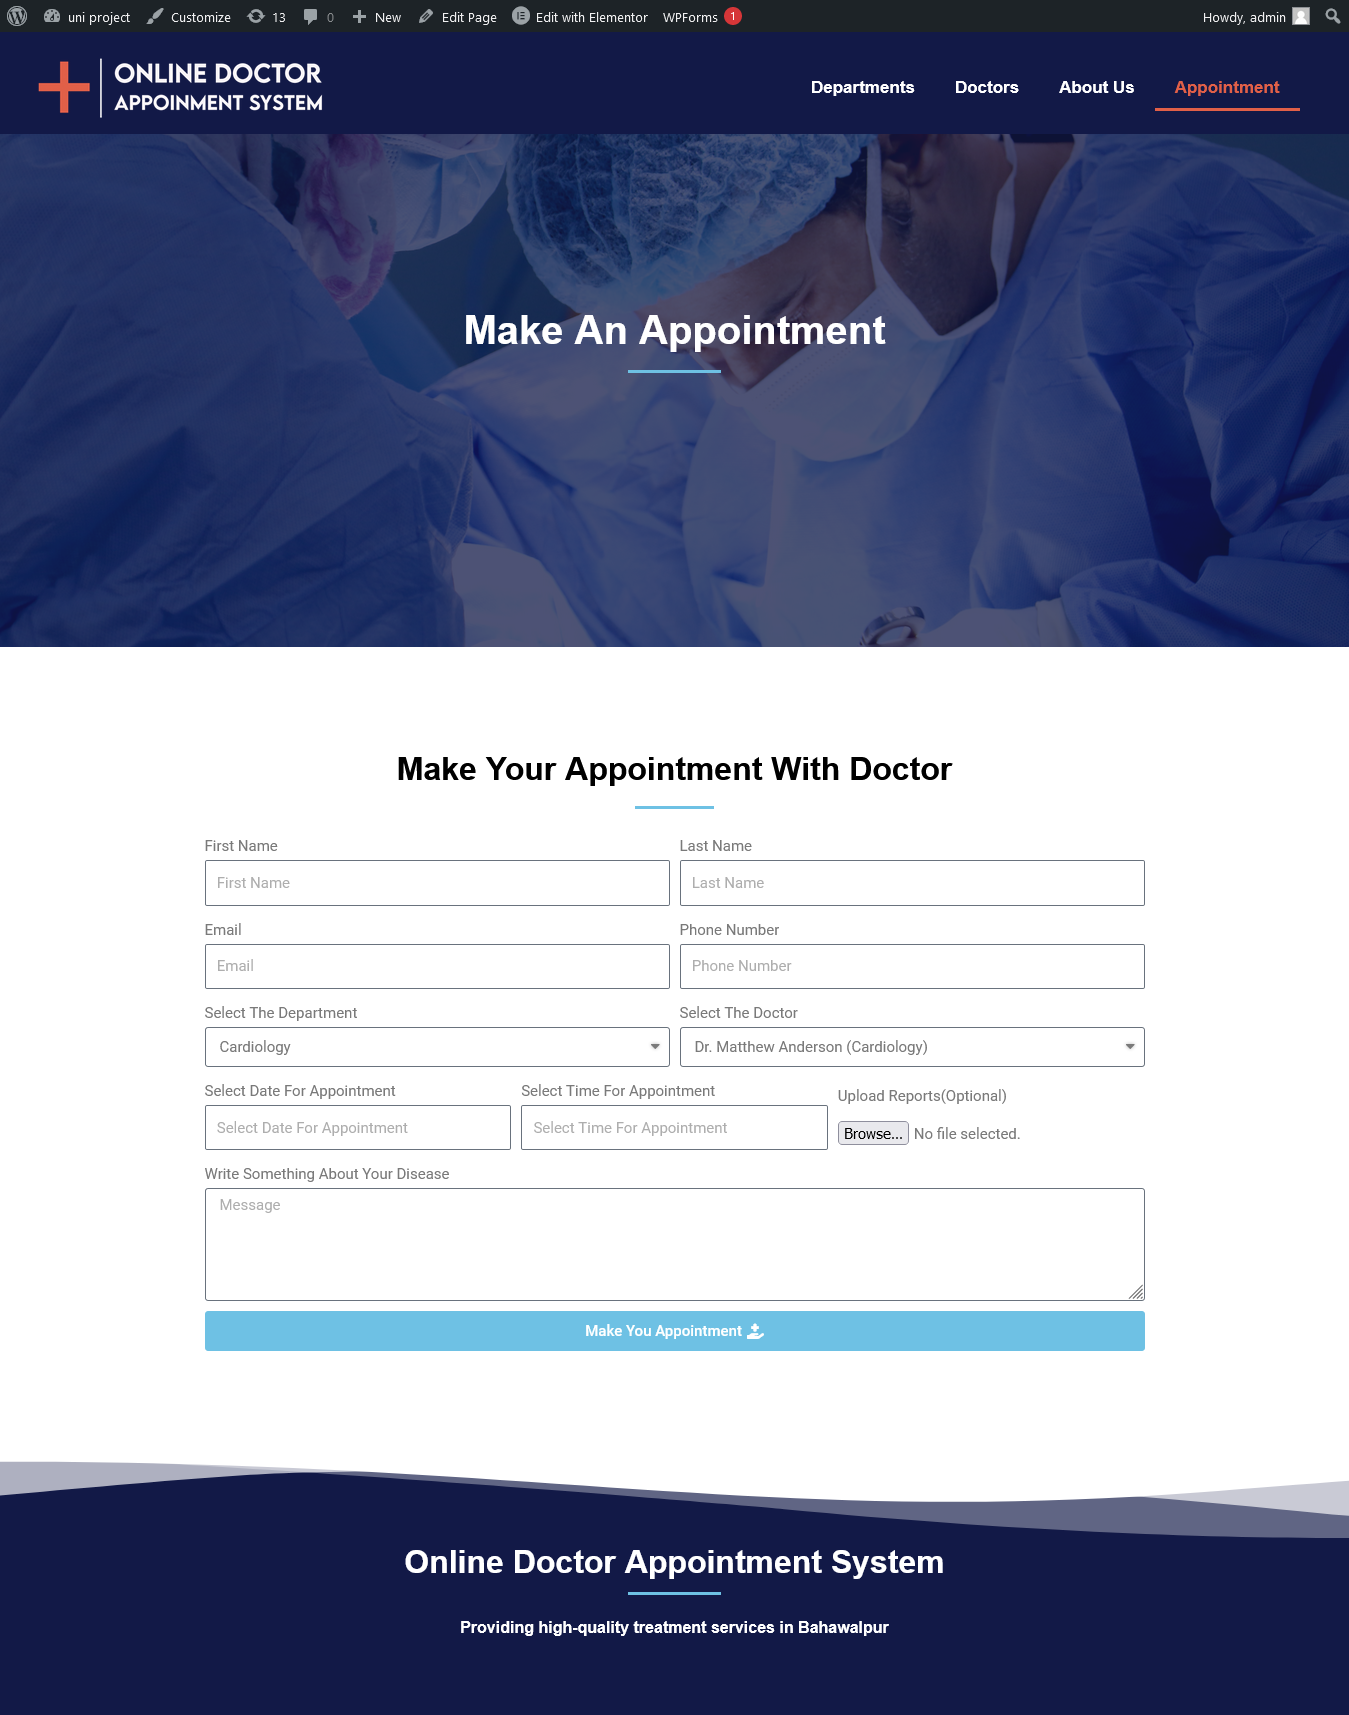 uni project Customize 13 0 New Edit Page Edit with Elementor WPForms 1 Howdy, admin
ONLINE DOCTOR
APPOINMENT SYSTEM
Departments Doctors About Us Appointment
Make An Appointment
Make Your Appointment With Doctor
First Name Last Name
First Name Last Name
Email Phone Number
Email Phone Number
Select The Department Select The Doctor
Cardiology Dr. Matthew Anderson (Cardiology)
Select Date For Appointment Select Time For Appointment Upload Reports(Optional)
Select Date For Appointment Select Time For Appointment Browse... No file selected.
Write Something About Your Disease
Message
Make You Appointment
Online Doctor Appointment System
Providing high-quality treatment services in Bahawalpur